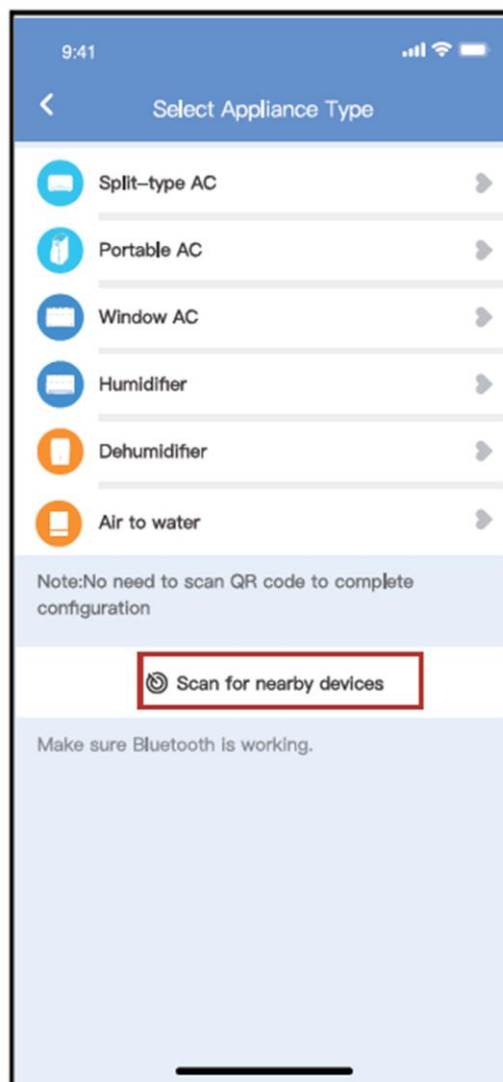 9:41
Select Appliance Type
Split-type AC
Portable AC
Window AC
Humidifier
Dehumidifier
Air to water
Note:No need to scan QR code to complete
configuration
Scan for nearby devices
Make sure Bluetooth is working.